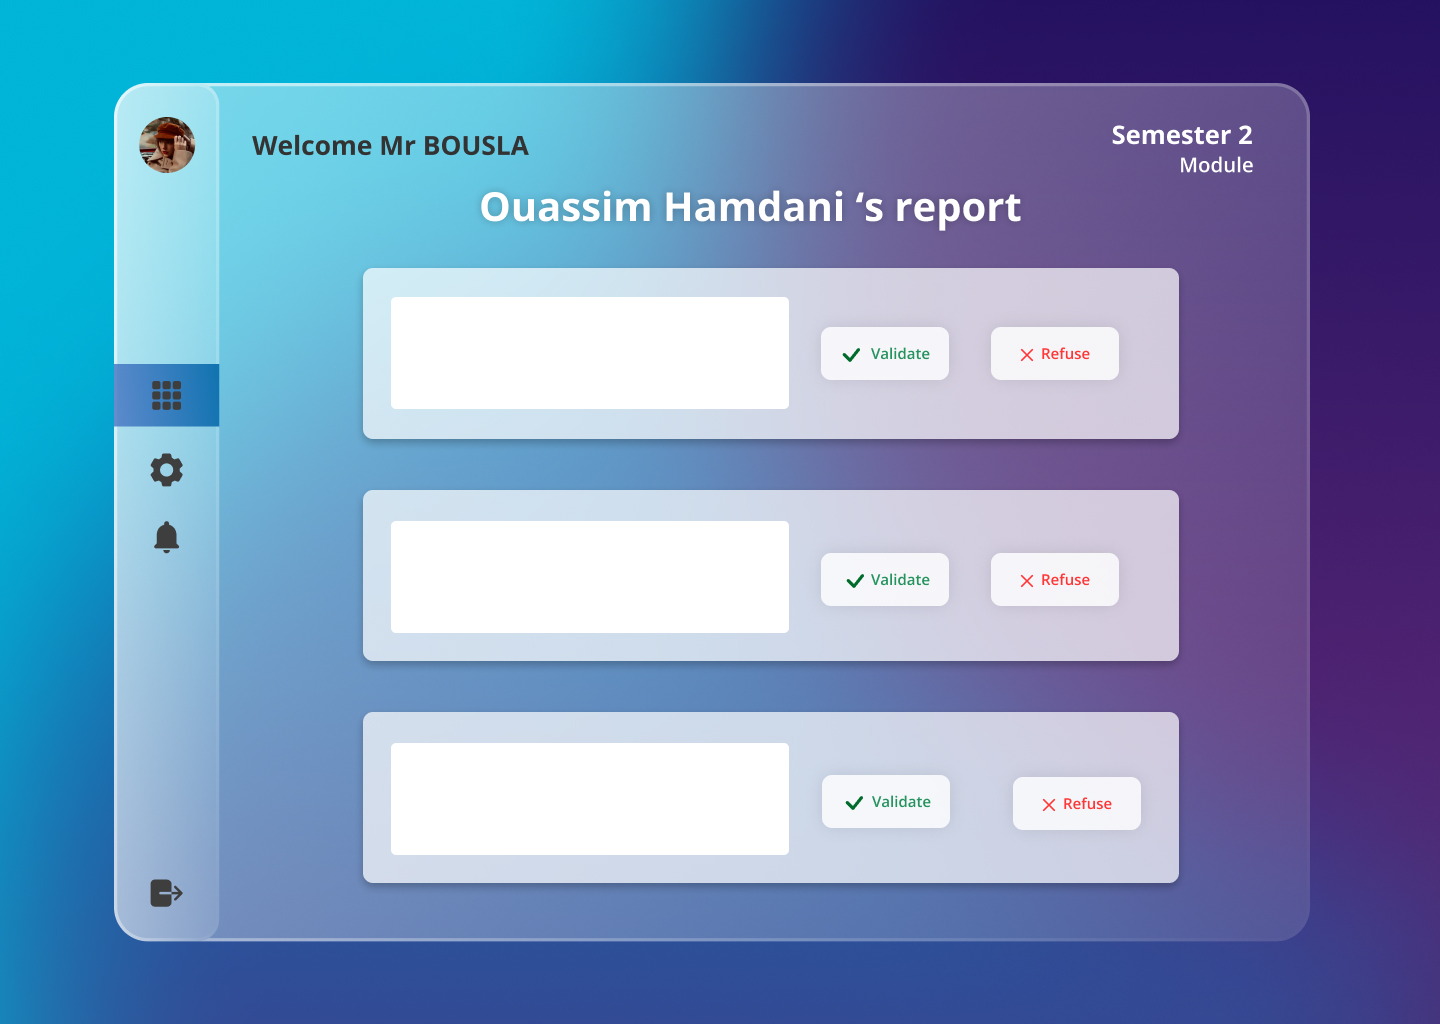 Welcome Mr BOUSLA
Semester 2
Module
Ouassim Hamdani ‘s report
Validate
Refuse
Validate
Refuse
Validate
Refuse